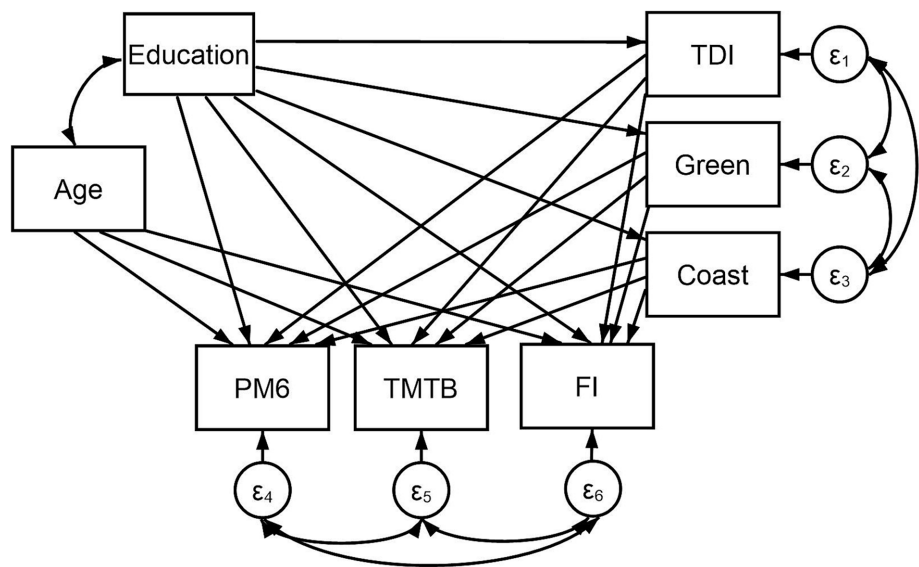 Education
TDI
ε1
Age
Green
ε2
Coast
ε3
PM6
TMTB
FI
ε4
ε5
ε6